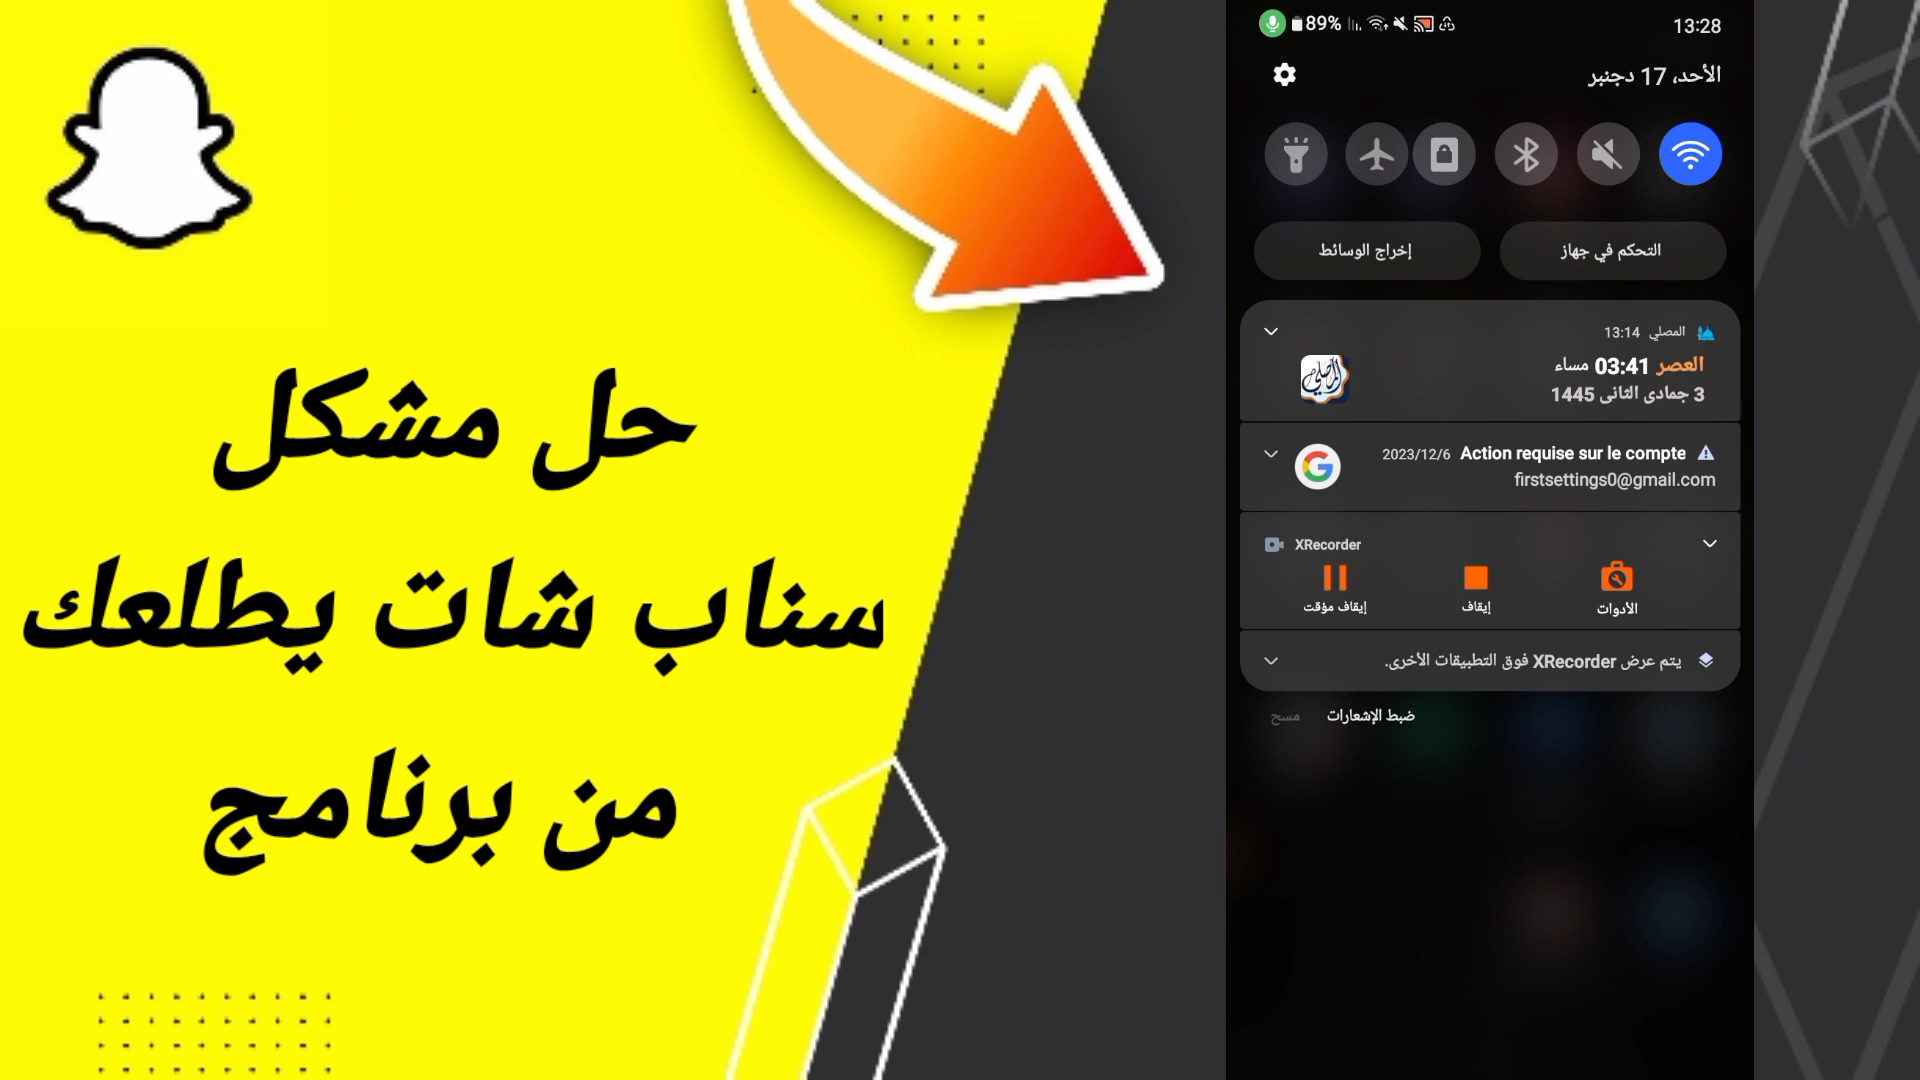 حل مشكل
سناب شات يطلعك
من برنامج
89%
13:28
الأحد، 17 دجنبر
التحكم في جهاز
إخراج الوسائط
المصلي 13:14
العصر 03:41 مساء
3 جمادى الثانى 1445
المصلي
Action requise sur le compte 2023/12/6
firstsettings0@gmail.com
XRecorder
الأدوات
إيقاف
إيقاف مؤقت
يتم عرض XRecorder فوق التطبيقات الأخرى.
ضبط الإشعارات
مسح